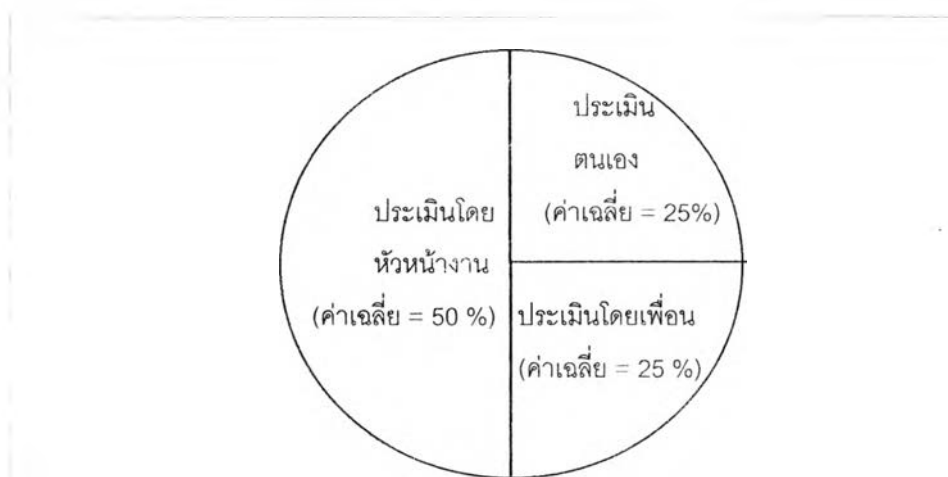 ประเมิน
ตนเอง
(ค่าเฉลี่ย = 25%)
ประเมินโดย
หัวหน้างาน
(ค่าเฉลี่ย = 50 %)
ประเมินโดยเพื่อน
(ค่าเฉลี่ย = 25 %)